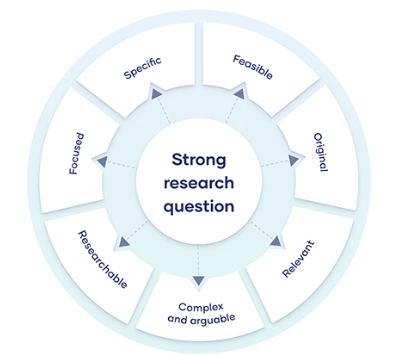 Strong
research
question
Specific
Feasible
Original
Relevant
Complex
and arguable
Researchable
Focused